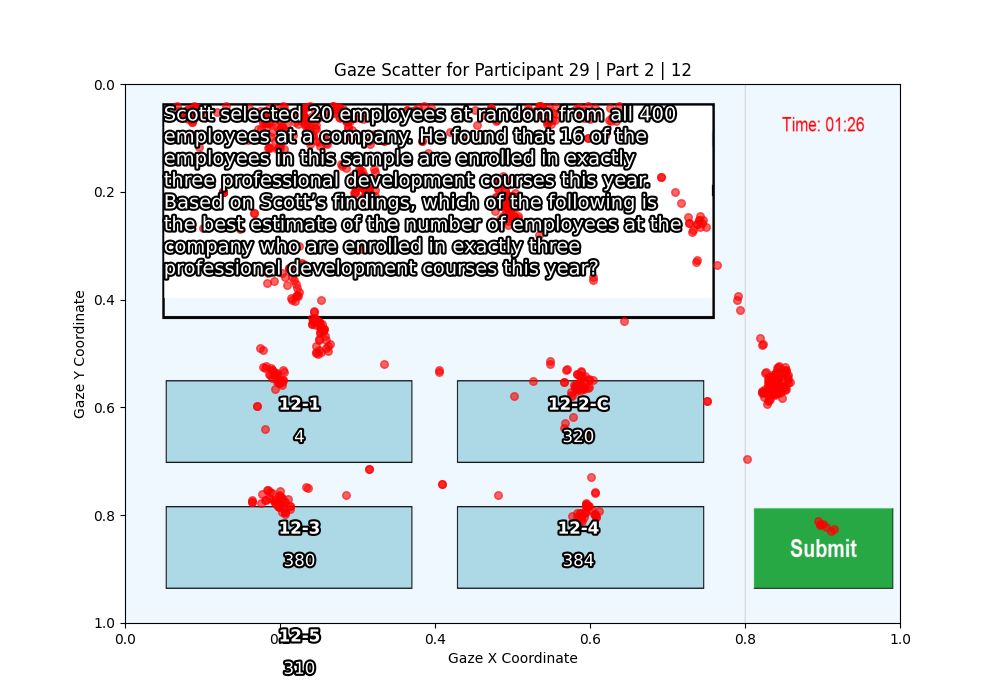 Gaze Scatter for Participant 29 | Part 2 | 12
Scott selected 20 employees at random from all 400
employees at a company. He found that 16 of the
employees in this sample are enrolled in exactly
three professional development courses this year.
Based on Scott's findings, which of the following is
the best estimate of the number of employees at the
company who are enrolled in exactly three
professional development courses this year?
Time: 01:26
12-1
4
12-2-C
320
12-3
380
12-4
384
Submit
12-5
310
0.0
0.2
0.4
0.6
0.8
1.0
Gaze Y Coordinate
0.0
0.2
0.4
0.6
0.8
1.0
Gaze X Coordinate